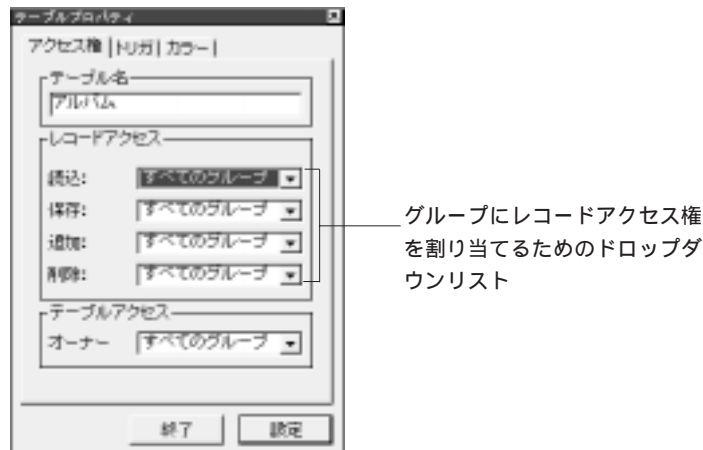 テーブルプロパティ
アクセス権 トリガ カラー
テーブル名
アルバム
レコードアクセス
読込: すべてのグループ
保存: すべてのグループ
追加: すべてのグループ
削除: すべてのグループ
テーブルアクセス
オーナー すべてのグループ
終了 設定
グループにレコードアクセス権
を割り当てるためのドロップダ
ウンリスト